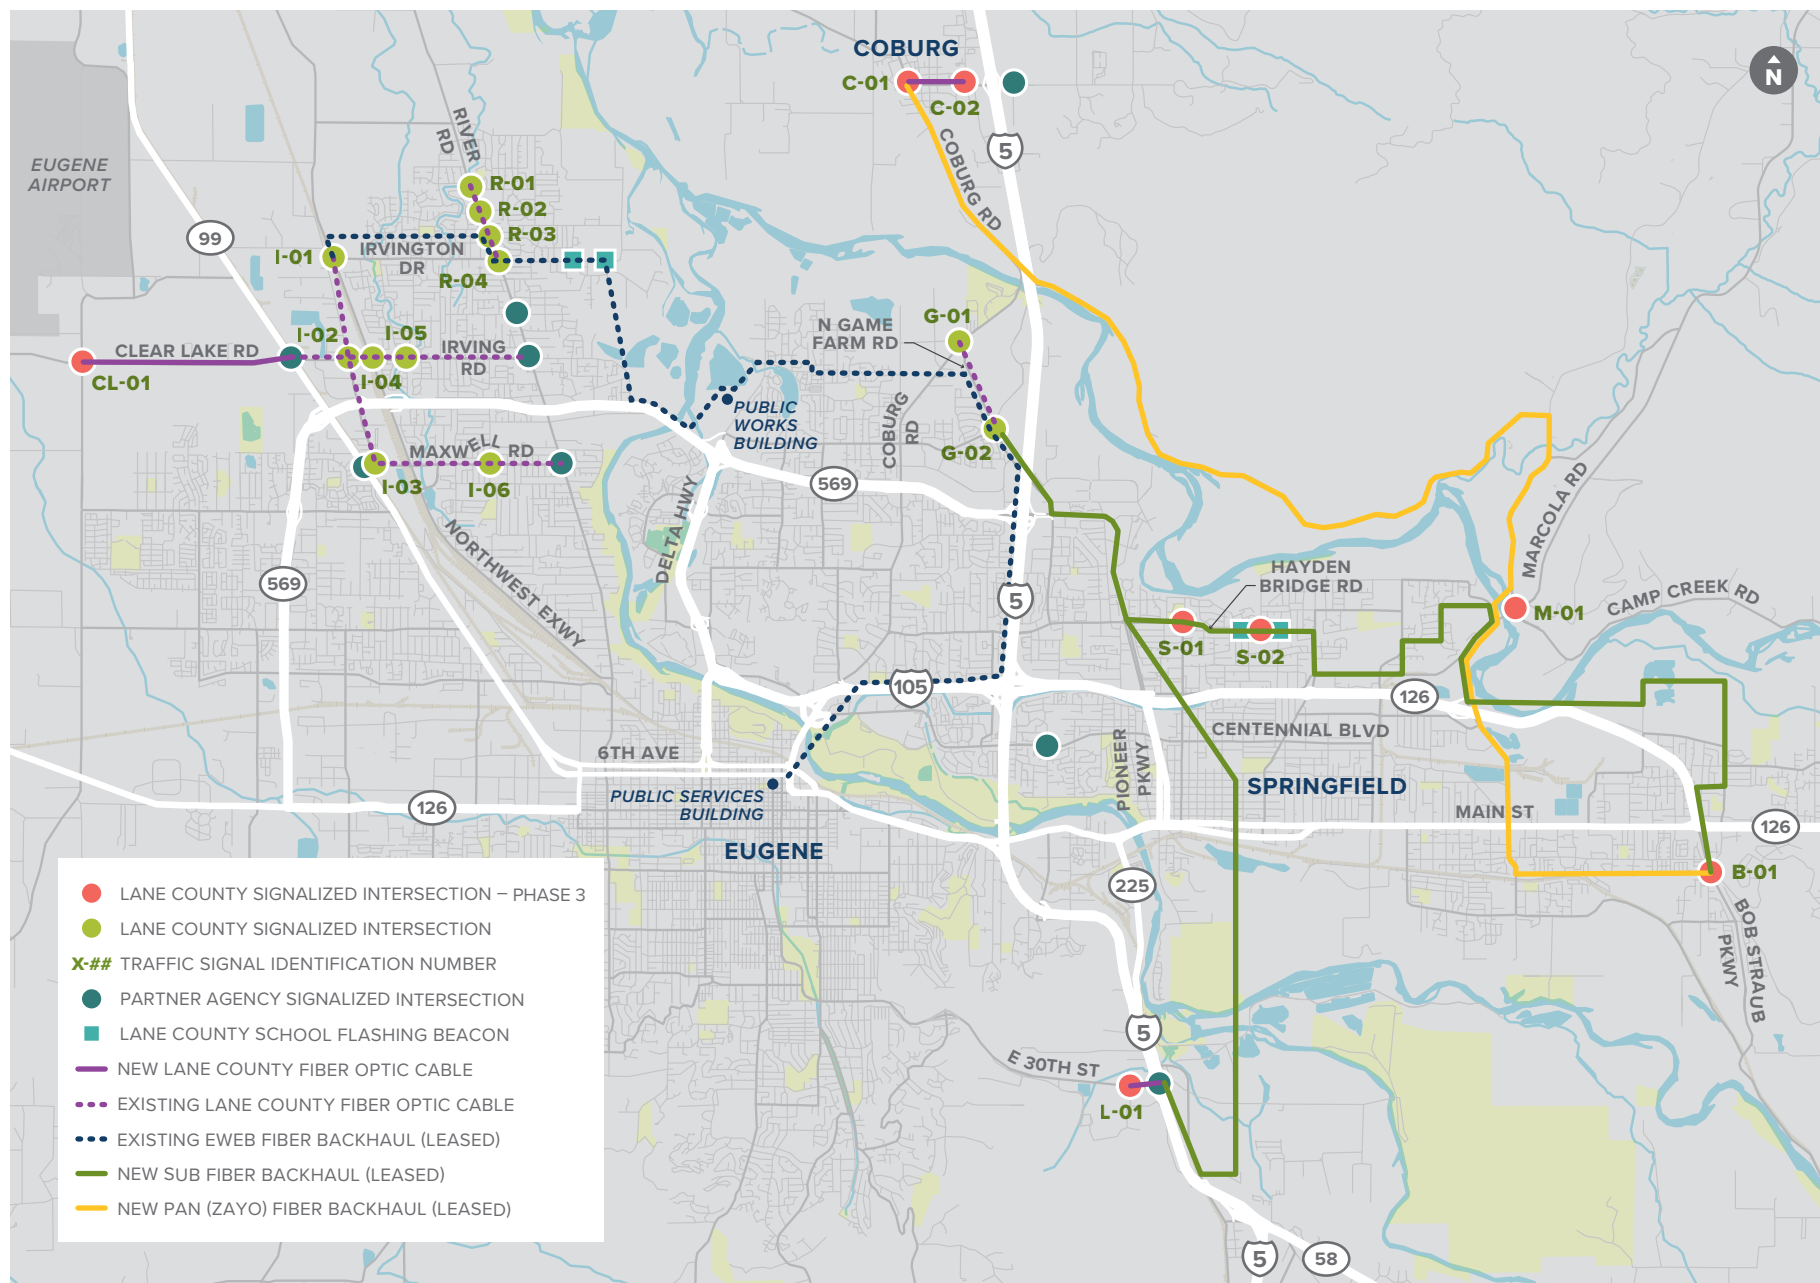 COBURG
C-01
C-02
N
5
COBURG RD
RIVER
RD
EUGENE
AIRPORT
R-01
R-02
R-03
R-04
99
I-01
IRVINGTON
DR
I-02
I-05
IRVING
RD
CLEAR LAKE RD
CL-01
I-04
G-01
N GAME
FARM RD
PUBLIC
WORKS
BUILDING
COBURG
RD
G-02
MAXWELL RD
I-03
I-06
569
DELTA HWY
NORTHWEST EXWY
569
5
MARCOLA RD
HAYDEN
BRIDGE RD
S-01
S-02
M-01
CAMP CREEK RD
105
126
CENTENNIAL BLVD
PIONEER
PKWY
6TH AVE
PUBLIC SERVICES
BUILDING
126
SPRINGFIELD
MAIN ST
126
EUGENE
225
B-01
BOB STRAUB
PKWY
5
E 30TH ST
L-01
5
58
LANE COUNTY SIGNALIZED INTERSECTION – PHASE 3
LANE COUNTY SIGNALIZED INTERSECTION
X-## TRAFFIC SIGNAL IDENTIFICATION NUMBER
PARTNER AGENCY SIGNALIZED INTERSECTION
LANE COUNTY SCHOOL FLASHING BEACON
NEW LANE COUNTY FIBER OPTIC CABLE
EXISTING LANE COUNTY FIBER OPTIC CABLE
EXISTING EWEB FIBER BACKHAUL (LEASED)
NEW SUB FIBER BACKHAUL (LEASED)
NEW PAN (ZAYO) FIBER BACKHAUL (LEASED)